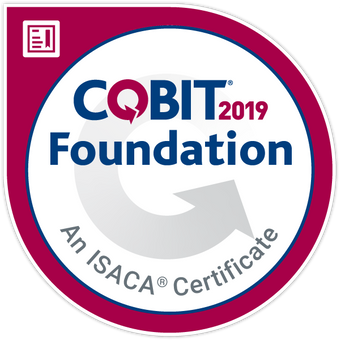 COBIT® 2019
Foundation
An ISACA® Certificate